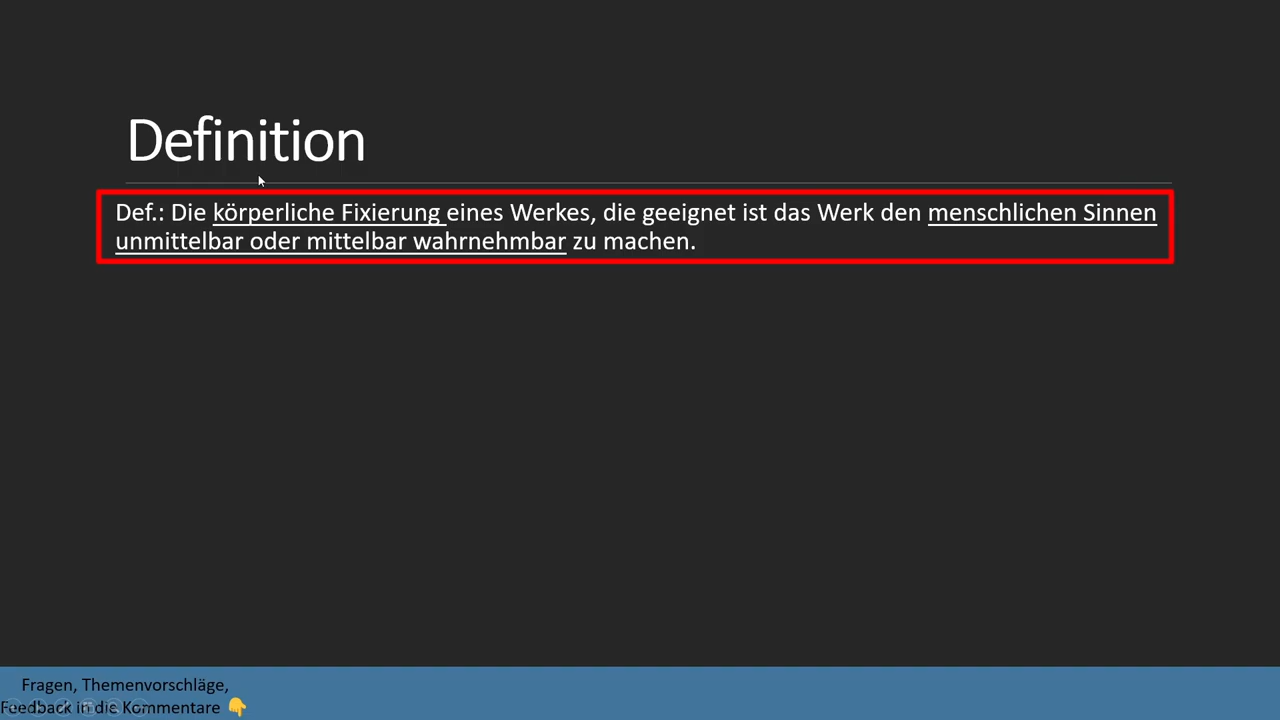 Definition
Def.: Die körperliche Fixierung eines Werkes, die geeignet ist das Werk den menschlichen Sinnen
unmittelbar oder mittelbar wahrnehmbar zu machen.
Fragen, Themenvorschläge,
Feedback in die Kommentare 👇